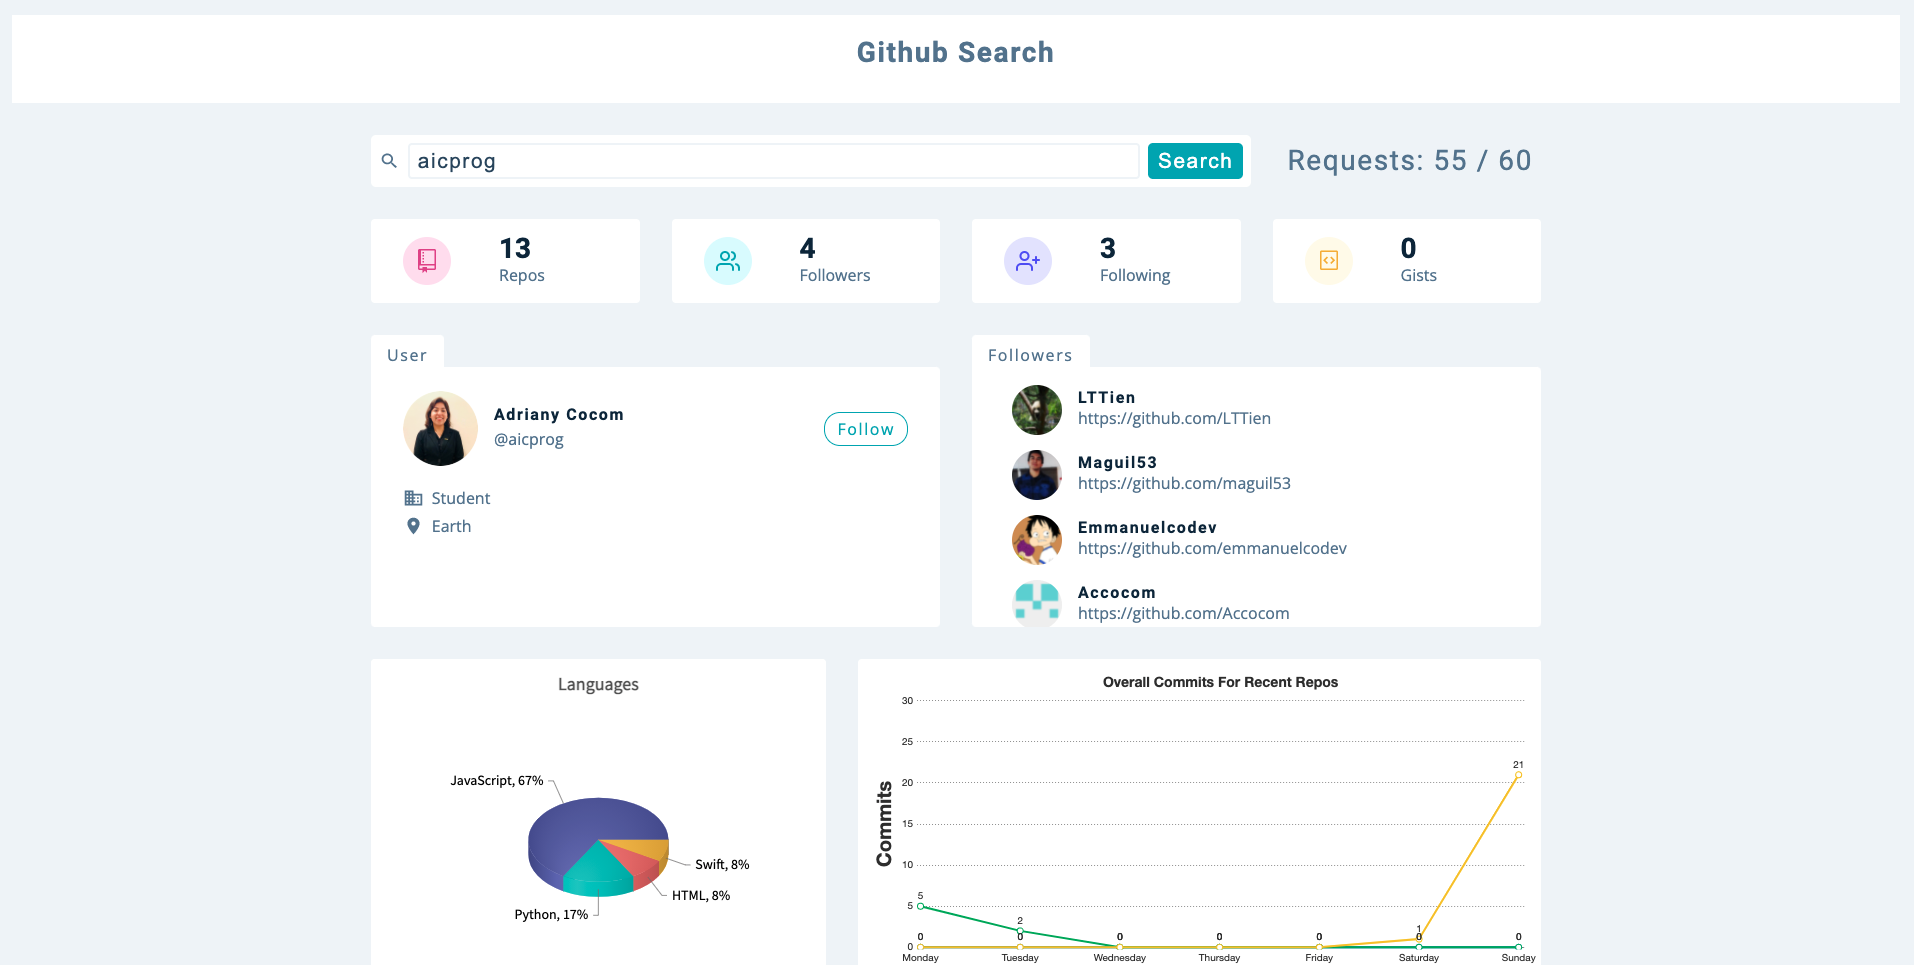 Github Search
aicprog
Search
Requests: 55 / 60
13
Repos
4
Followers
3
Following
0
Gists
User
Adriany Cocom
@aicprog
Follow
Student
Earth
Followers
LTTien
https://github.com/LTTien
Maguil53
https://github.com/maguil53
Emmanuelcodev
https://github.com/emmanuelcodev
Accocom
https://github.com/Accocom
Languages
JavaScript, 67%
Swift, 8%
HTML, 8%
Python, 17%
Overall Commits For Recent Repos
Commits
30
25
20
15
10
5
0
21
5
2
1
0 0 0 0 0 0 0
Monday Tuesday Wednesday Thursday Friday Saturday Sunday